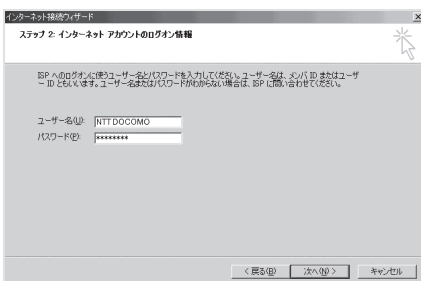 インターネット接続ウィザード
ステップ 2: インターネット アカウントのログオン情報
ISP へのログオンに使うユーザー名とパスワードを入力してください。ユーザー名は、メンバ ID またはユーザ
ー ID ともいいます。ユーザー名またはパスワードがわからない場合は、ISP に問い合わせてください。
ユーザー名(U): NTT DOCOMO
パスワード(P): ********
< 戻る(B) 次へ(N) > キャンセル